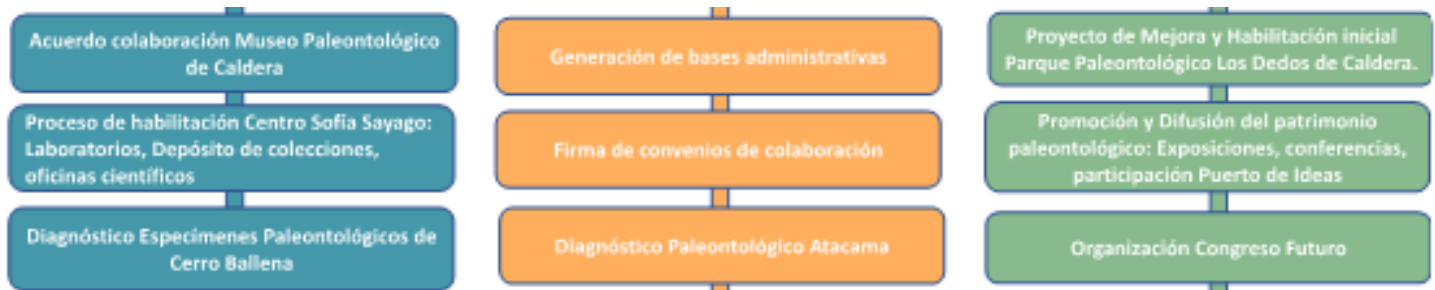 Acuerdo colaboración Museo Paleontológico
de Caldera
Proceso de habilitación Centro Sofía Sayago:
Laboratorios, Depósito de colecciones,
oficinas científicos
Diagnóstico Especímenes Paleontológicos de
Cerro Ballena
Generación de bases administrativas
Firma de convenios de colaboración
Diagnóstico Paleontológico Atacama
Proyecto de Mejora y Habilitación inicial
Parque Paleontológico Los Dedos de Caldera.
Promoción y Difusión del patrimonio
paleontológico: Exposiciones, conferencias,
participación Puerto de Ideas
Organización Congreso Futuro